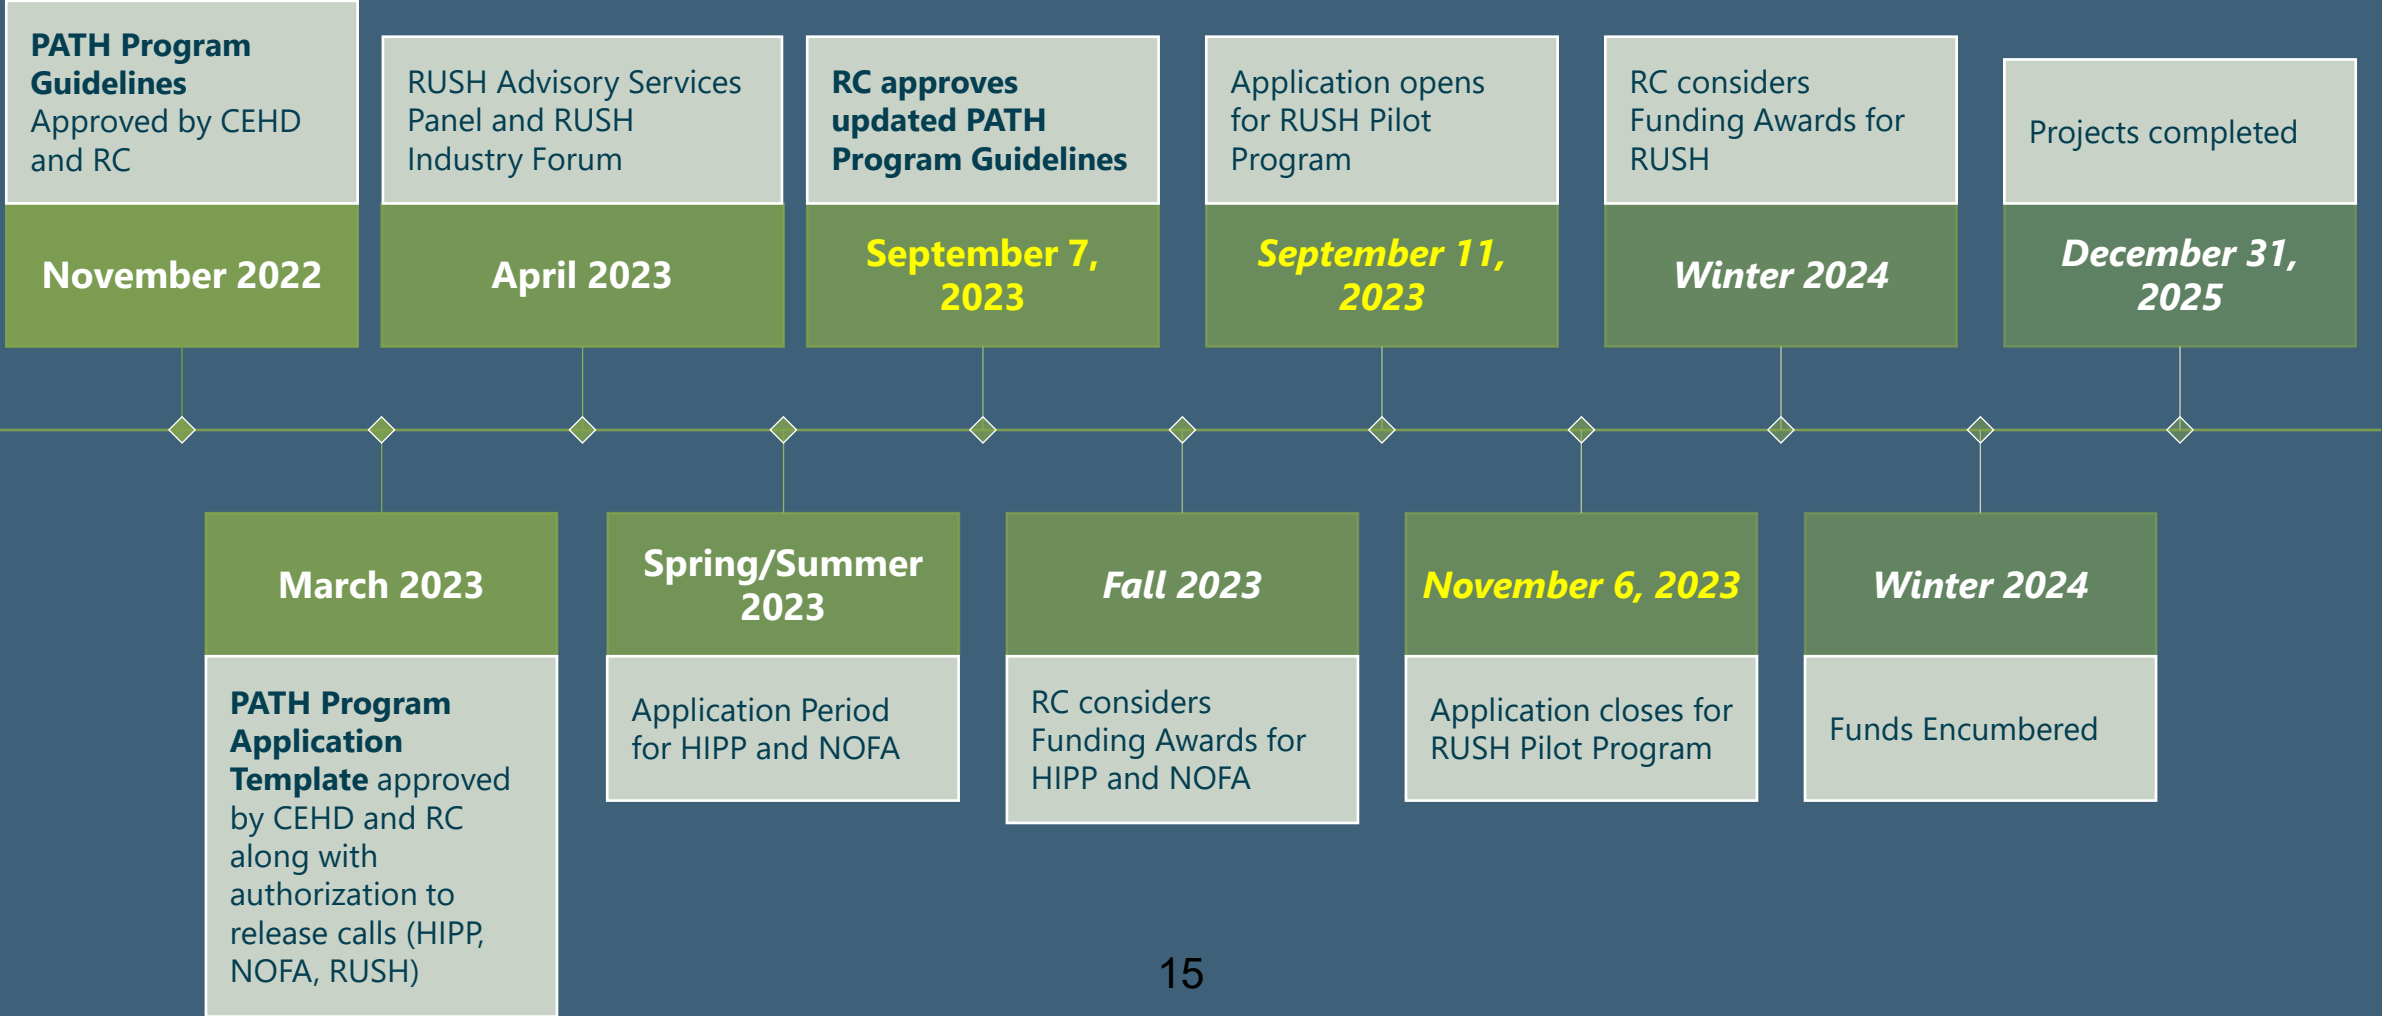 PATH Program
Guidelines
Approved by CEHD
and RC
November 2022
RUSH Advisory Services
Panel and RUSH
Industry Forum
April 2023
RC approves
updated PATH
Program Guidelines
September 7,
2023
Application opens
for RUSH Pilot
Program
September 11,
2023
RC considers
Funding Awards for
RUSH
Winter 2024
Projects completed
December 31,
2025
March 2023
PATH Program
Application
Template approved
by CEHD and RC
along with
authorization to
release calls (HIPP,
NOFA, RUSH)
Spring/Summer
2023
Application Period
for HIPP and NOFA
Fall 2023
RC considers
Funding Awards for
HIPP and NOFA
November 6, 2023
Application closes for
RUSH Pilot Program
Winter 2024
Funds Encumbered
15